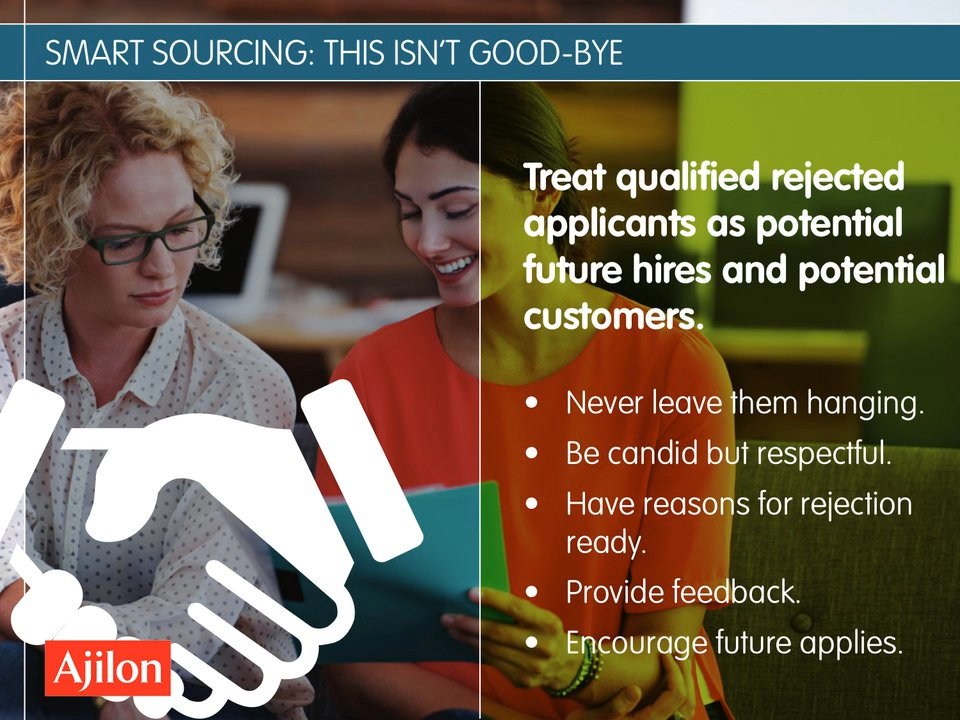 SMART SOURCING: THIS ISN'T GOOD-BYE
Treat qualified rejected
applicants as potential
future hires and potential
customers.
• Never leave them hanging.
• Be candid but respectful.
• Have reasons for rejection
ready.
• Provide feedback.
• Encourage future applies.
Ajilon